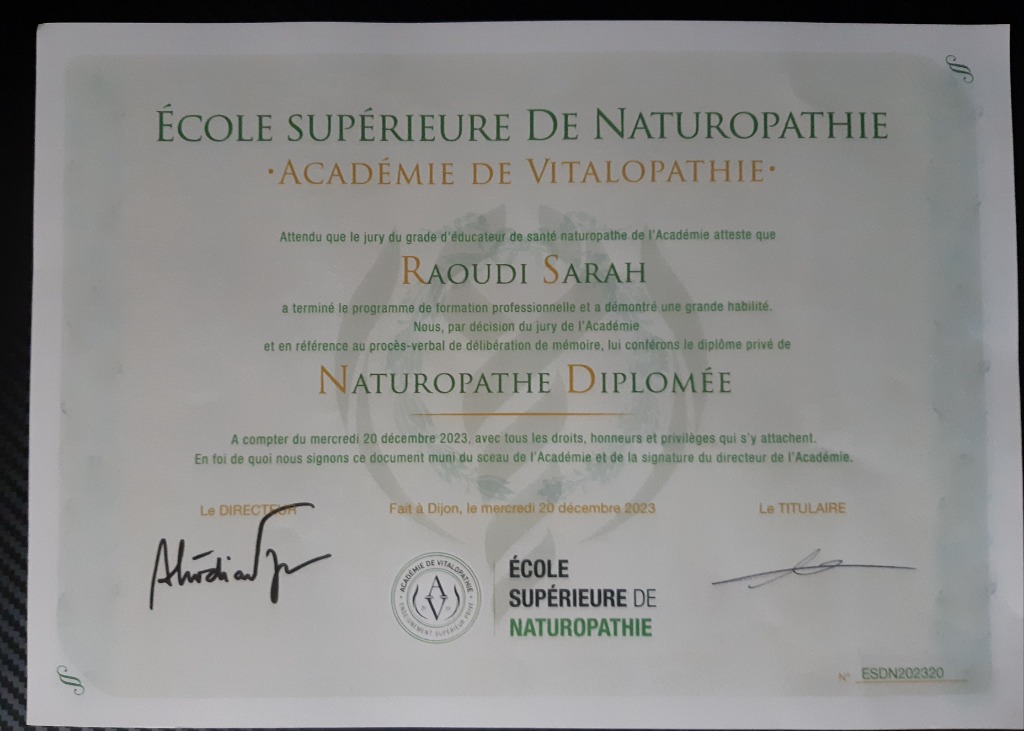 ÉCOLE SUPÉRIEURE DE NATUROPATHIE
·ACADÉMIE DE VITALOPATHIE·
Attendu que le jury du grade d'éducateur de santé naturopathe de l'Académie atteste que
RAOUDI SARAH
a terminé le programme de formation professionnelle et a démontré une grande habilité.
Nous, par décision du jury de l'Académie
et en référence au procès-verbal de délibération de mémoire, lui conférons le diplôme privé de
NATUROPATHE DIPLOMÉE
A compter du mercredi 20 décembre 2023, avec tous les droits, honneurs et privilèges qui s'y attachent.
En foi de quoi nous signons ce document muni du sceau de l'Académie et de la signature du directeur de l'Académie.
Le DIRECTEUR
Fait à Dijon, le mercredi 20 décembre 2023
Le TITULAIRE
ACADÉMIE DE VITALOPATHIE
ENSEIGNEMENT SUPÉRIEUR PRIVÉ
ÉCOLE
SUPÉRIEURE DE
NATUROPATHIE
N° ESDN202320